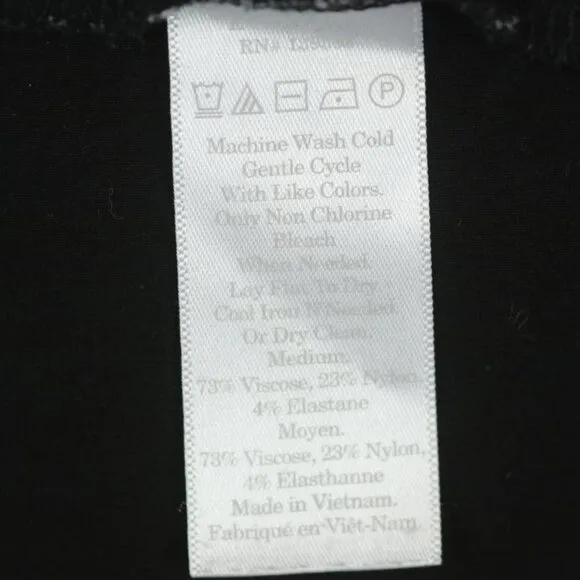 RN#
P
Machine Wash Cold
Gentle Cycle
With Like Colors.
Only Non Chlorine
Bleach
When Needed.
Lay Flat To Dry
Cool Iron If Needed.
Or Dry Clean.
Medium.
73% Viscose, 23% Nylon,
4% Elastane
Moyen.
73% Viscose, 23% Nylon,
4% Elasthanne
Made in Vietnam.
Fabriqué en Viêt-Nam